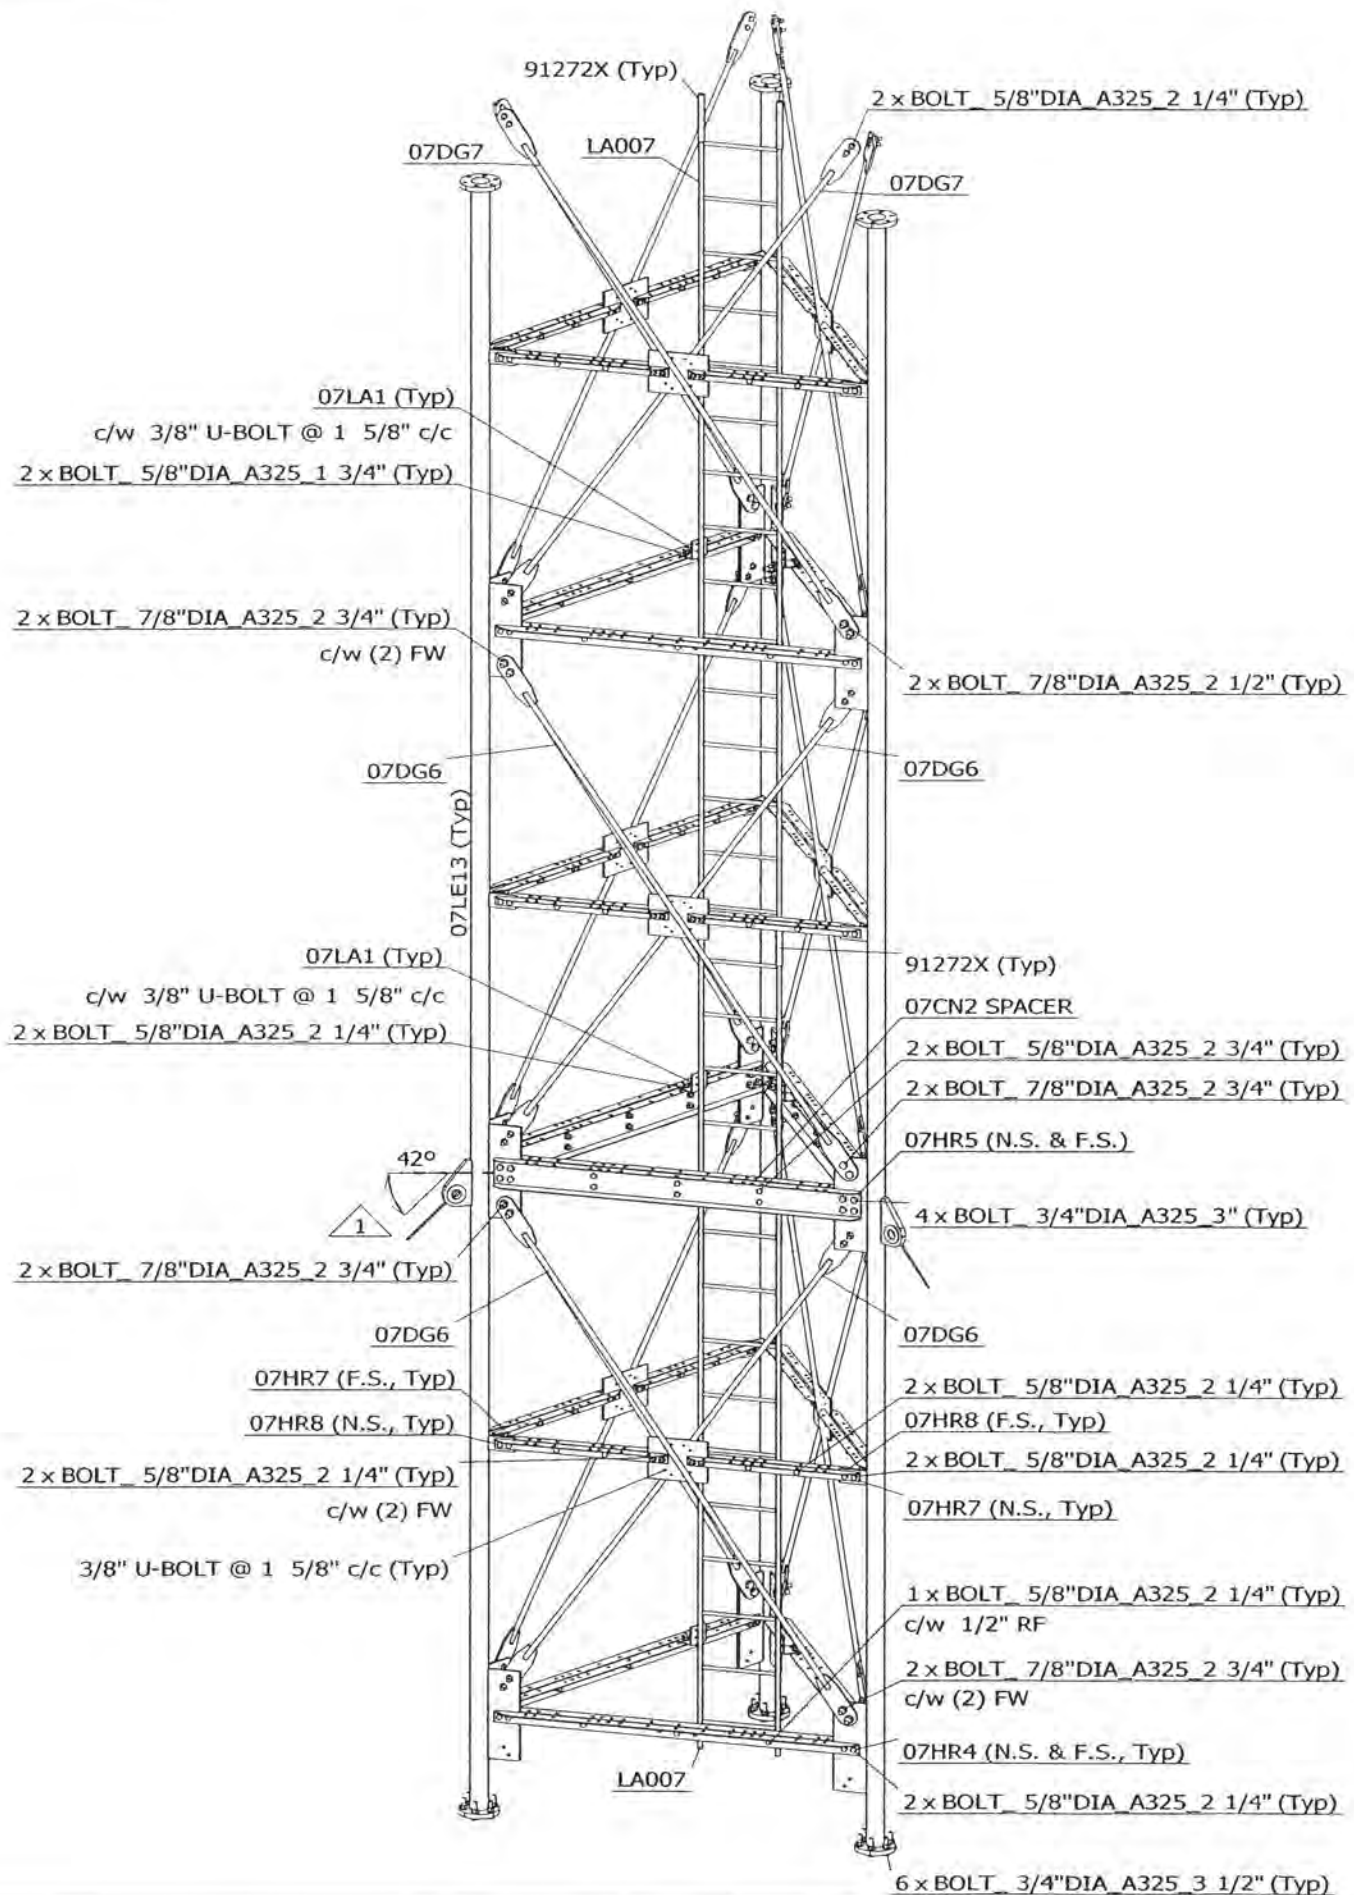 91272X (Typ)
2 x BOLT_ 5/8"DIA_A325_2 1/4" (Typ)
07DG7
LA007
07DG7
07LA1 (Typ)
c/w 3/8" U-BOLT @ 1 5/8" c/c
2 x BOLT_ 5/8"DIA_A325_1 3/4" (Typ)
2 x BOLT_ 7/8"DIA_A325_2 3/4" (Typ)
c/w (2) FW
2 x BOLT_ 7/8"DIA_A325_2 1/2" (Typ)
07DG6
07DG6
07LE13 (Typ)
07LA1 (Typ)
c/w 3/8" U-BOLT @ 1 5/8" c/c
2 x BOLT_ 5/8"DIA_A325_2 1/4" (Typ)
91272X (Typ)
07CN2 SPACER
2 x BOLT_ 5/8"DIA_A325_2 3/4" (Typ)
2 x BOLT_ 7/8"DIA_A325_2 3/4" (Typ)
07HR5 (N.S. & F.S.)
42º
1
4 x BOLT_ 3/4"DIA_A325_3" (Typ)
2 x BOLT_ 7/8"DIA_A325_2 3/4" (Typ)
07DG6
07DG6
07HR7 (F.S., Typ)
07HR8 (N.S., Typ)
2 x BOLT_ 5/8"DIA_A325_2 1/4" (Typ)
c/w (2) FW
3/8" U-BOLT @ 1 5/8" c/c (Typ)
2 x BOLT_ 5/8"DIA_A325_2 1/4" (Typ)
07HR8 (F.S., Typ)
2 x BOLT_ 5/8"DIA_A325_2 1/4" (Typ)
07HR7 (N.S., Typ)
1 x BOLT_ 5/8"DIA_A325_2 1/4" (Typ)
c/w 1/2" RF
2 x BOLT_ 7/8"DIA_A325_2 3/4" (Typ)
c/w (2) FW
07HR4 (N.S. & F.S., Typ)
LA007
2 x BOLT_ 5/8"DIA_A325_2 1/4" (Typ)
6 x BOLT_ 3/4"DIA_A325_3 1/2" (Typ)